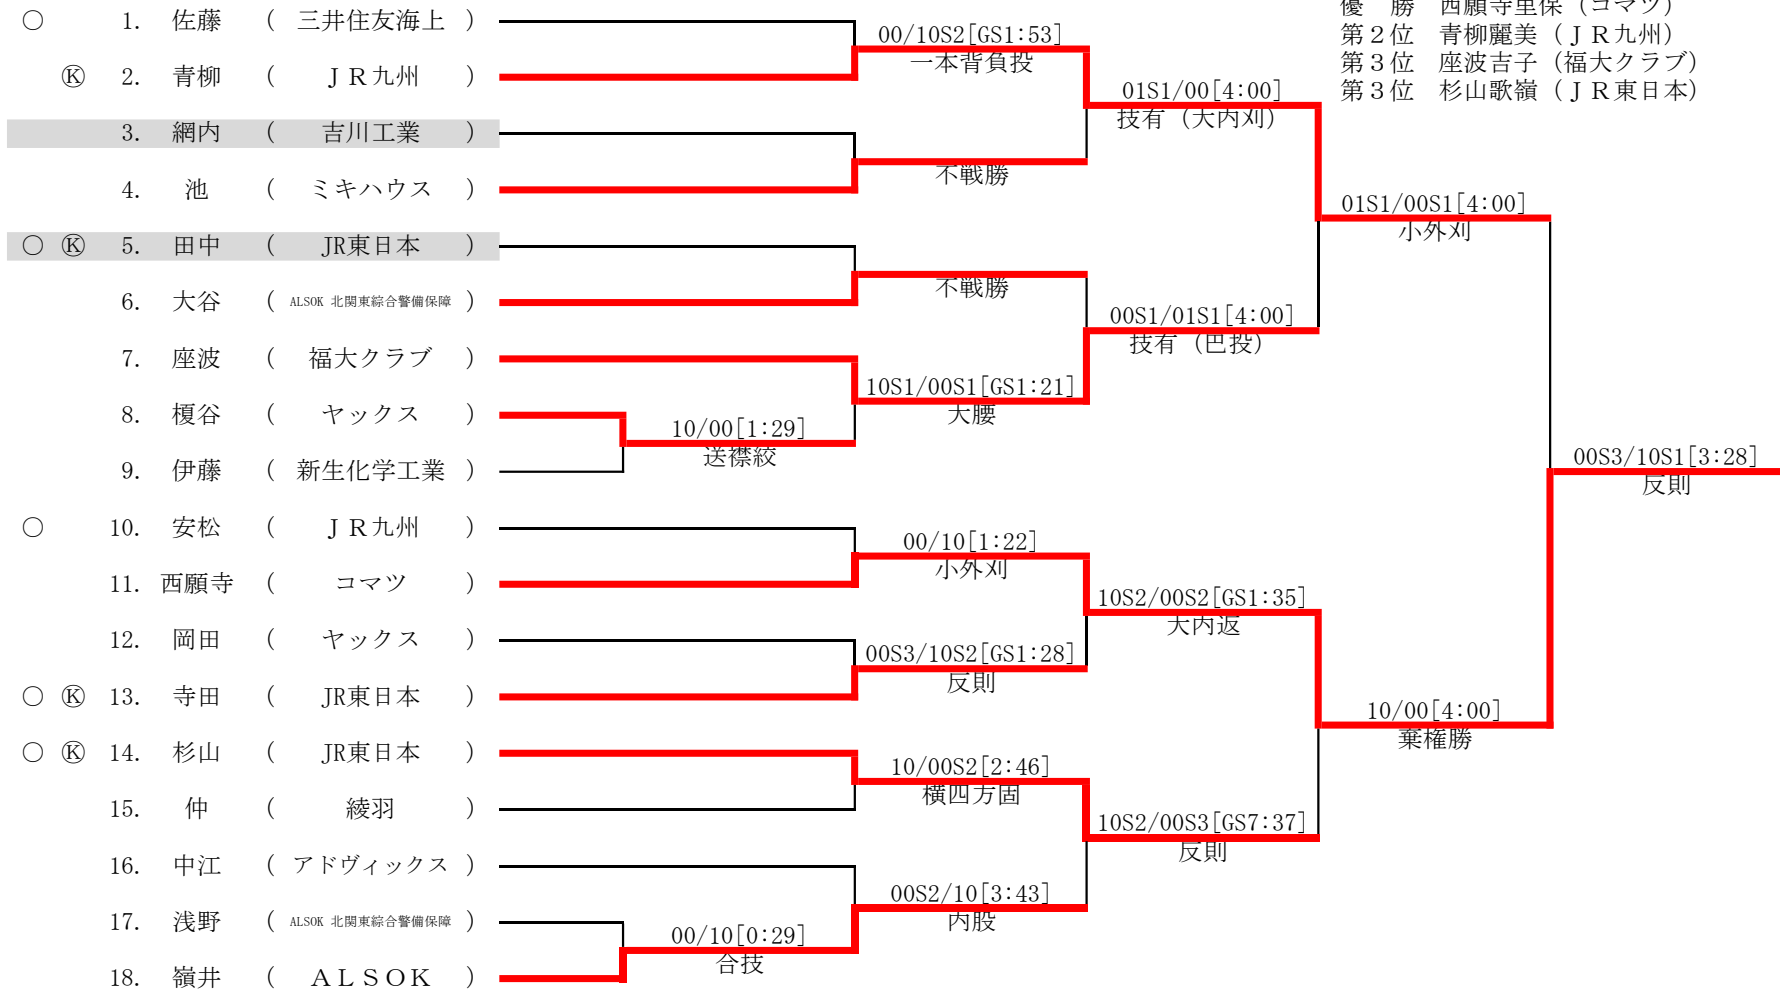 優　勝　西願寺里保（コマツ）
第２位　青柳麗美（ＪＲ九州）
第３位　座波吉子（福大クラブ）
第３位　杉山歌嶺（ＪＲ東日本）
○ 1. 佐藤 （ 三井住友海上 ）
Ⓚ 2. 青柳 （ ＪＲ九州 ）
3. 網内 （ 吉川工業 ）
4. 池 （ ミキハウス ）
○ Ⓚ 5. 田中 （ JR東日本 ）
6. 大谷 （ ALSOK 北関東綜合警備保障 ）
7. 座波 （ 福大クラブ ）
8. 榎谷 （ ヤックス ）
9. 伊藤 （ 新生化学工業 ）
○ 10. 安松 （ ＪＲ九州 ）
11. 西願寺 （ コマツ ）
12. 岡田 （ ヤックス ）
○ Ⓚ 13. 寺田 （ JR東日本 ）
○ Ⓚ 14. 杉山 （ JR東日本 ）
15. 仲 （ 綾羽 ）
16. 中江 （ アドヴィックス ）
17. 浅野 （ ALSOK 北関東綜合警備保障 ）
18. 嶺井 （ ＡＬＳＯＫ ）
10/00[1:29]
送襟絞
00/10[0:29]
合技
00/10S2[GS1:53]
一本背負投
不戦勝
不戦勝
10S1/00S1[GS1:21]
大腰
00/10[1:22]
小外刈
00S3/10S2[GS1:28]
反則
10/00S2[2:46]
横四方固
00S2/10[3:43]
内股
01S1/00[4:00]
技有（大内刈）
00S1/01S1[4:00]
技有（巴投）
10S2/00S2[GS1:35]
大内返
10S2/00S3[GS7:37]
反則
01S1/00S1[4:00]
小外刈
10/00[4:00]
棄権勝
00S3/10S1[3:28]
反則